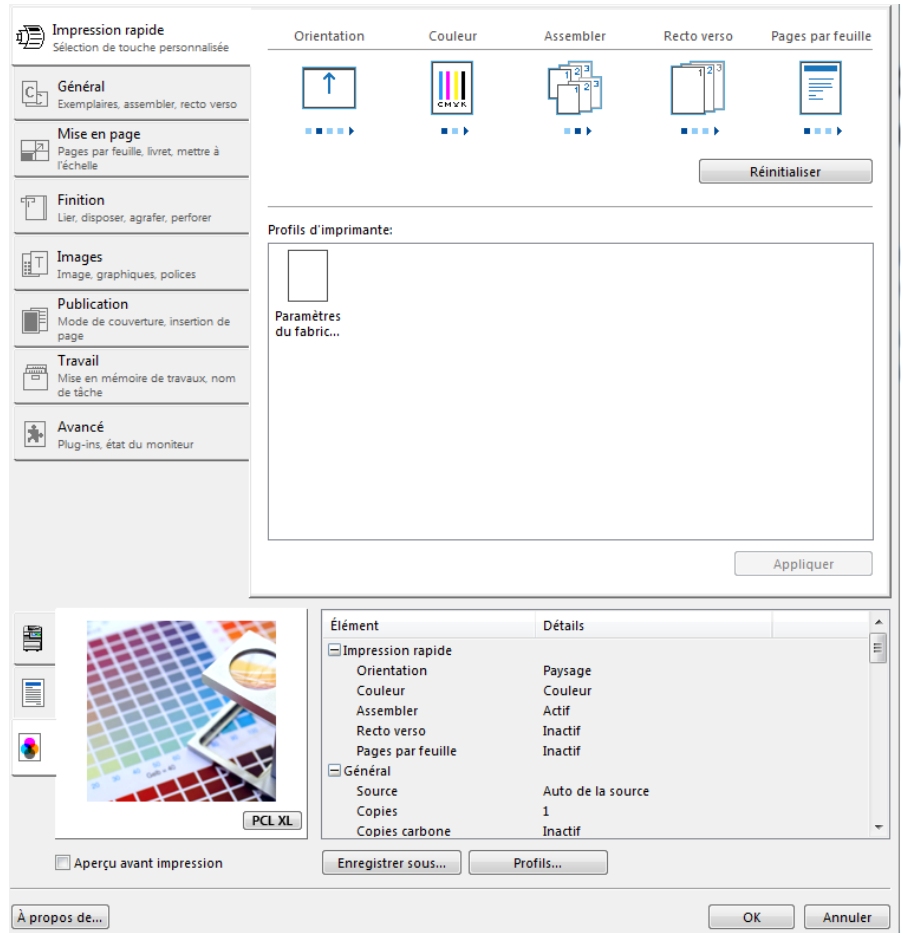 Impression rapide
Sélection de touche personnalisée
Général
Exemplaires, assembler, recto verso
Mise en page
Pages par feuille, livret, mettre à
l'échelle
Finition
Lier, disposer, agrafer, perforer
Images
Image, graphiques, polices
Publication
Mode de couverture, insertion de
page
Travail
Mise en mémoire de travaux, nom
de tâche
Avancé
Plug-ins, état du moniteur
Orientation Couleur Assembler Recto verso Pages par feuille
CMYK
Réinitialiser
Profils d'imprimante:
Paramètres
du fabric...
Appliquer
PCL XL
Élément Détails
Impression rapide
Orientation Paysage
Couleur Couleur
Assembler Actif
Recto verso Inactif
Pages par feuille Inactif
Général
Source Auto de la source
Copies 1
Copies carbone Inactif
Aperçu avant impression
Enregistrer sous... Profils...
À propos de... OK Annuler